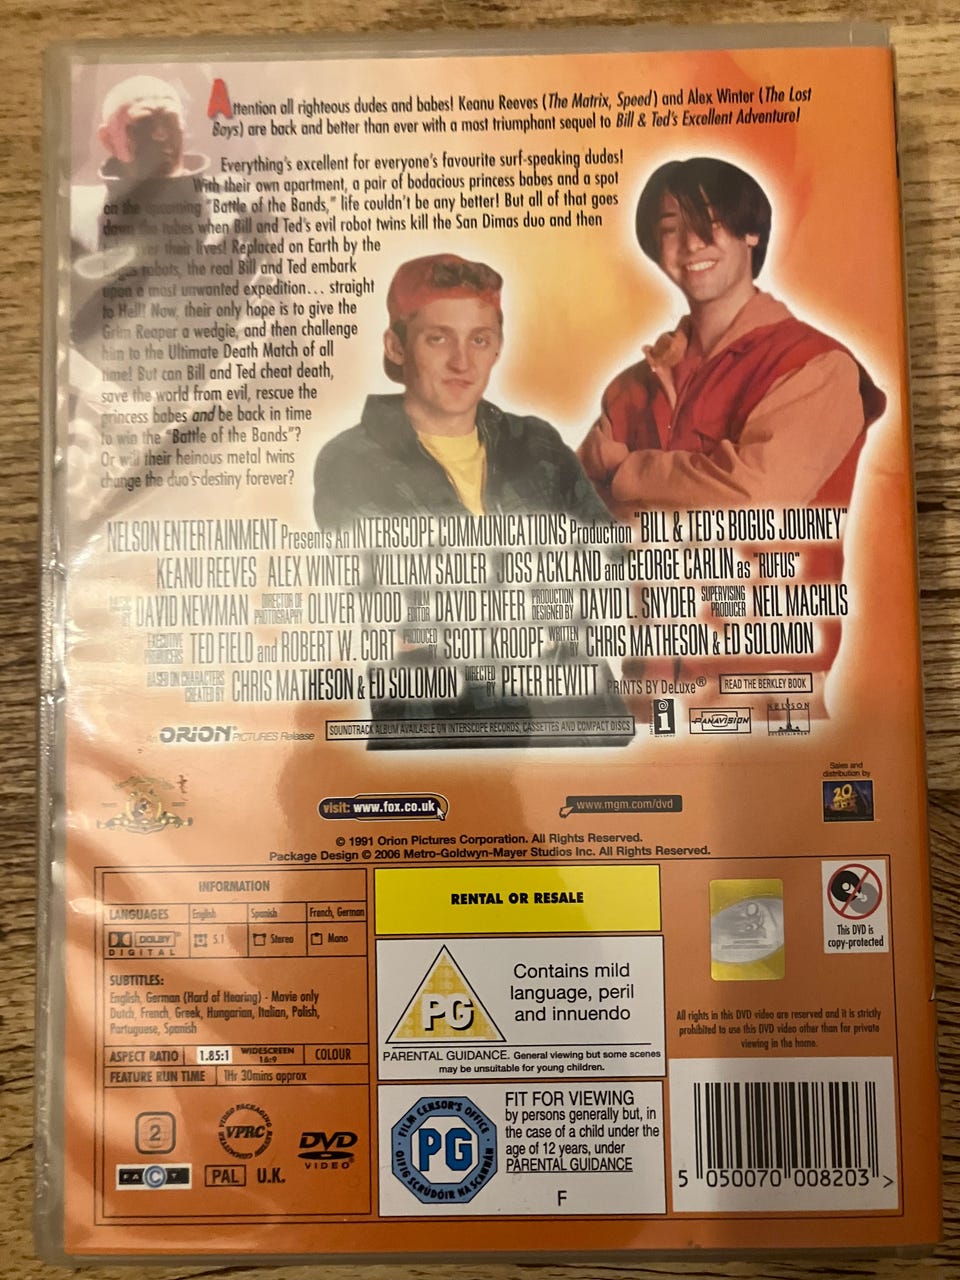 Attention all righteous dudes and babes! Keanu Reeves (The Matrix, Speed) and Alex Winter (The Lost
Boys) are back and better than ever with a most triumphant sequel to Bill & Ted's Excellent Adventure!
Everything's excellent for everyone's favourite surf-speaking dudes!
With their own apartment, a pair of bodacious princess babes and a spot
on the upcoming "Battle of the Bands," life couldn't be any better! But all of that goes
down the tubes when Bill and Ted's evil robot twins kill the San Dimas duo and then
take over their lives! Replaced on Earth by the
bogus robots, the real Bill and Ted embark
upon a most unwanted expedition... straight
to Hell! Now, their only hope is to give the
Grim Reaper a wedgie, and then challenge
him to the Ultimate Death Match of all
time! But can Bill and Ted cheat death,
save the world from evil, rescue the
princess babes and be back in time
to win the "Battle of the Bands"?
Or will their heinous metal twins
change the duo's destiny forever?
NELSON ENTERTAINMENT Presents An INTERSCOPE COMMUNICATIONS Production "BILL & TED'S BOGUS JOURNEY"
KEANU REEVES ALEX WINTER WILLIAM SADLER JOSS ACKLAND and GEORGE CARLIN as "RUFUS"
MUSIC BY DAVID NEWMAN DIRECTOR OF PHOTOGRAPHY OLIVER WOOD FILM EDITOR DAVID FINFER PRODUCTION DESIGNED BY DAVID L. SNYDER SUPERVISING PRODUCER NEIL MACHLIS
EXECUTIVE PRODUCERS TED FIELD and ROBERT W. CORT PRODUCED BY SCOTT KROOPF WRITTEN BY CHRIS MATHESON & ED SOLOMON
BASED ON CHARACTERS CREATED BY CHRIS MATHESON & ED SOLOMON DIRECTED BY PETER HEWITT PRINTS BY DeLuxe® READ THE BERKLEY BOOK
An ORION® PICTURES Release SOUNDTRACK ALBUM AVAILABLE ON INTERSCOPE RECORDS, CASSETTES AND COMPACT DISCS i PANAVISION® NELSON ENTERTAINMENT
visit: www.fox.co.uk
www.mgm.com/dvd
Sales and
distribution by
20
© 1991 Orion Pictures Corporation. All Rights Reserved.
Package Design © 2006 Metro-Goldwyn-Mayer Studios Inc. All Rights Reserved.
INFORMATION
LANGUAGES English Spanish French, German
DOLBY DIGITAL 5.1 Stereo Mono
SUBTITLES:
English, German (Hard of Hearing) - Movie only
Dutch, French, Greek, Hungarian, Italian, Polish,
Portuguese, Spanish
ASPECT RATIO 1.85:1 WIDESCREEN 16:9 COLOUR
FEATURE RUN TIME 1Hr 30mins approx
2
VPRC
DVD
VIDEO
FACT
PAL U.K.
RENTAL OR RESALE
PG
Contains mild
language, peril
and innuendo
PARENTAL GUIDANCE. General viewing but some scenes
may be unsuitable for young children.
FILM CENSOR'S OFFICE
PG
OIFIG SCRÚDÓIR NA SCANNÁN
FIT FOR VIEWING
by persons generally but, in
the case of a child under the
age of 12 years, under
PARENTAL GUIDANCE
F
This DVD is
copy-protected
All rights in this DVD video are reserved and it is strictly
prohibited to use this DVD video other than for private
viewing in the home.
5 050070 008203 >